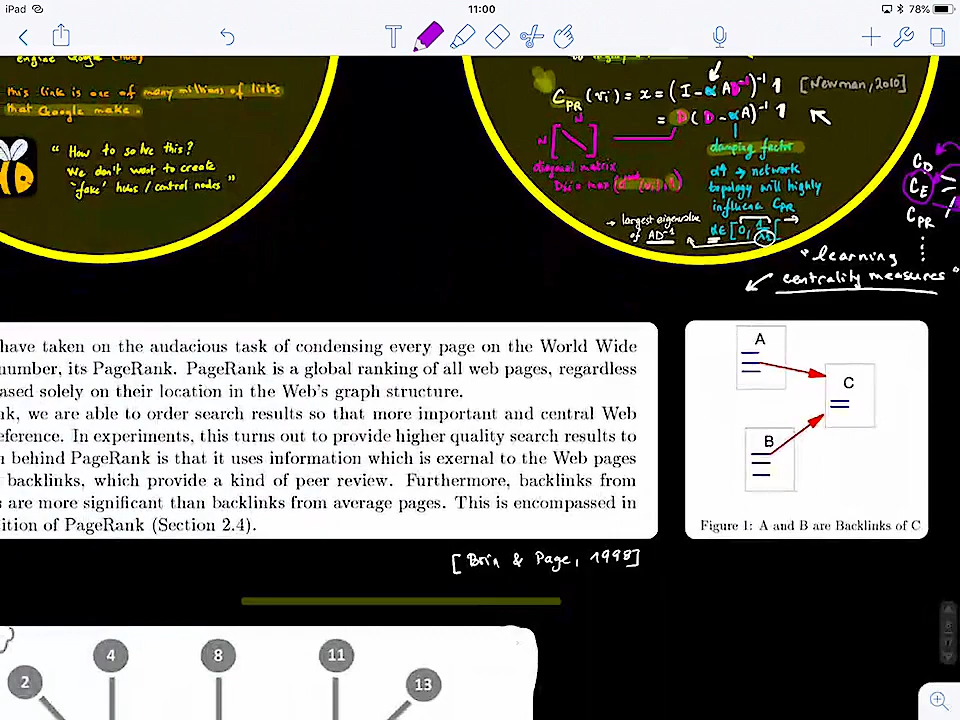 iPad
11:00
78%
T
engine Google
this link is one of many millions of links
that Google make.
" How to solve this?
We don't want to create
'fake' hubs / central nodes "
C PR (vi) = x = (I - α A D⁻¹)⁻¹ 1 [Newman, 2010]
= D (D - α A)⁻¹ 1
N
N
diagonal matrix
damping factor
α↑ → network
topology will highly
influence C PR
→ largest eigenvalue
of AD⁻¹
C D
C E
C PR
"learning
centrality measures"
have taken on the audacious task of condensing every page on the World Wide
number, its PageRank. PageRank is a global ranking of all web pages, regardless
ased solely on their location in the Web's graph structure.
nk, we are able to order search results so that more important and central Web
eference. In experiments, this turns out to provide higher quality search results to
n behind PageRank is that it uses information which is exernal to the Web pages
backlinks, which provide a kind of peer review. Furthermore, backlinks from
s are more significant than backlinks from average pages. This is encompassed in
ition of PageRank (Section 2.4).
A
C
B
Figure 1: A and B are Backlinks of C
[Brin & Page, 1998]
2
4
8
11
13